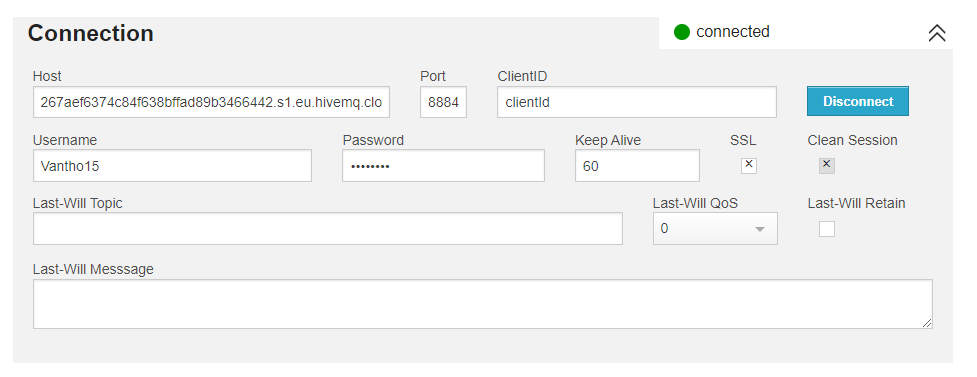 Connection
connected
Host Port ClientID
267aef6374c84f638bffad89b3466442.s1.eu.hivemq.clo 8884 clientId Disconnect
Username Password Keep Alive SSL Clean Session
Vantho15 •••••••• 60
Last-Will Topic Last-Will QoS Last-Will Retain
0
Last-Will Messsage